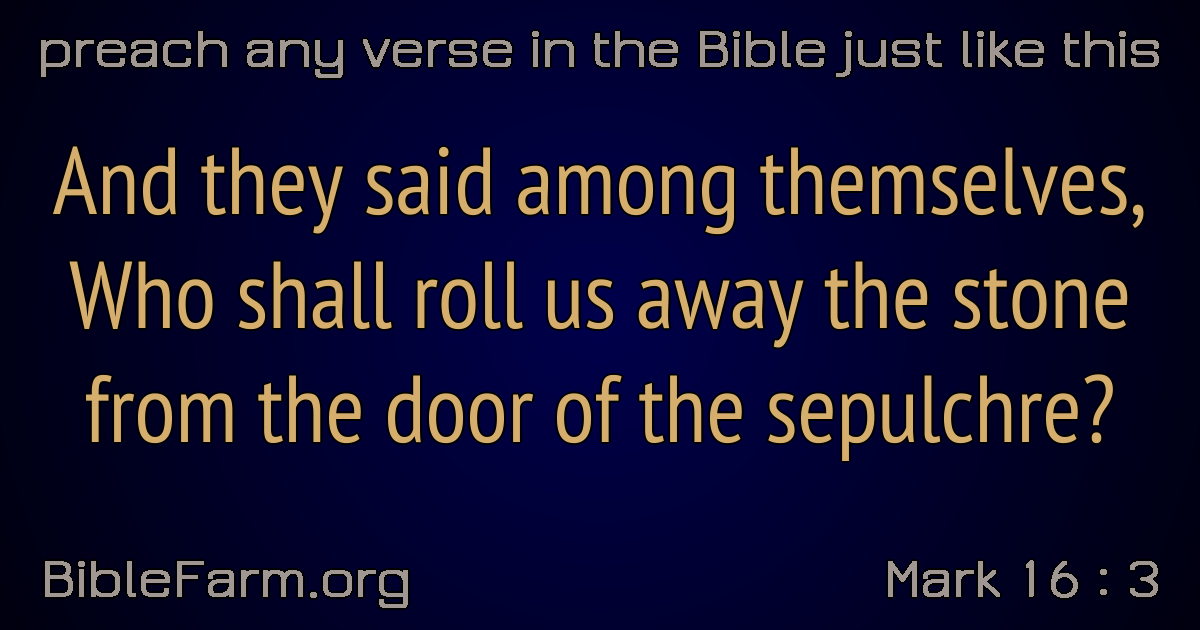 preach any verse in the Bible just like this
And they said among themselves,
Who shall roll us away the stone
from the door of the sepulchre?
BibleFarm.org
Mark 16 : 3